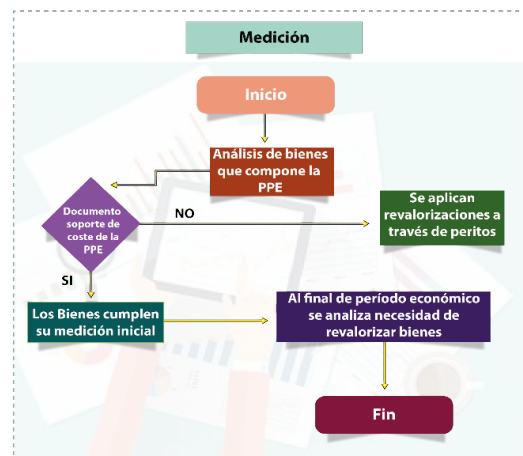 Medición
Inicio
Análisis de bienes
que compone la
PPE
Documento
soporte de
coste de la
PPE
NO
Se aplican
revalorizaciones a
través de peritos
SI
Los Bienes cumplen
su medición inicial
Al final de período económico
se analiza necesidad de
revalorizar bienes
Fin